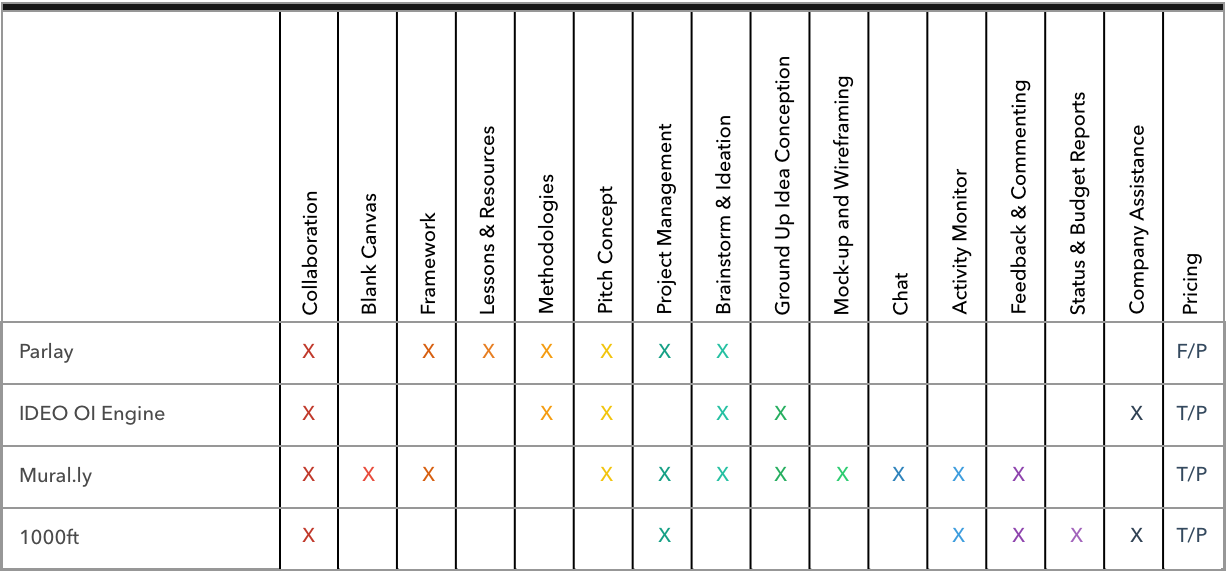 Collaboration
Blank Canvas
Framework
Lessons & Resources
Methodologies
Pitch Concept
Project Management
Brainstorm & Ideation
Ground Up Idea Conception
Mock-up and Wireframing
Chat
Activity Monitor
Feedback & Commenting
Status & Budget Reports
Company Assistance
Pricing
Parlay X X X X X X X F/P
IDEO OI Engine X X X X X X T/P
Mural.ly X X X X X X X X X X X T/P
1000ft X X X X X X T/P